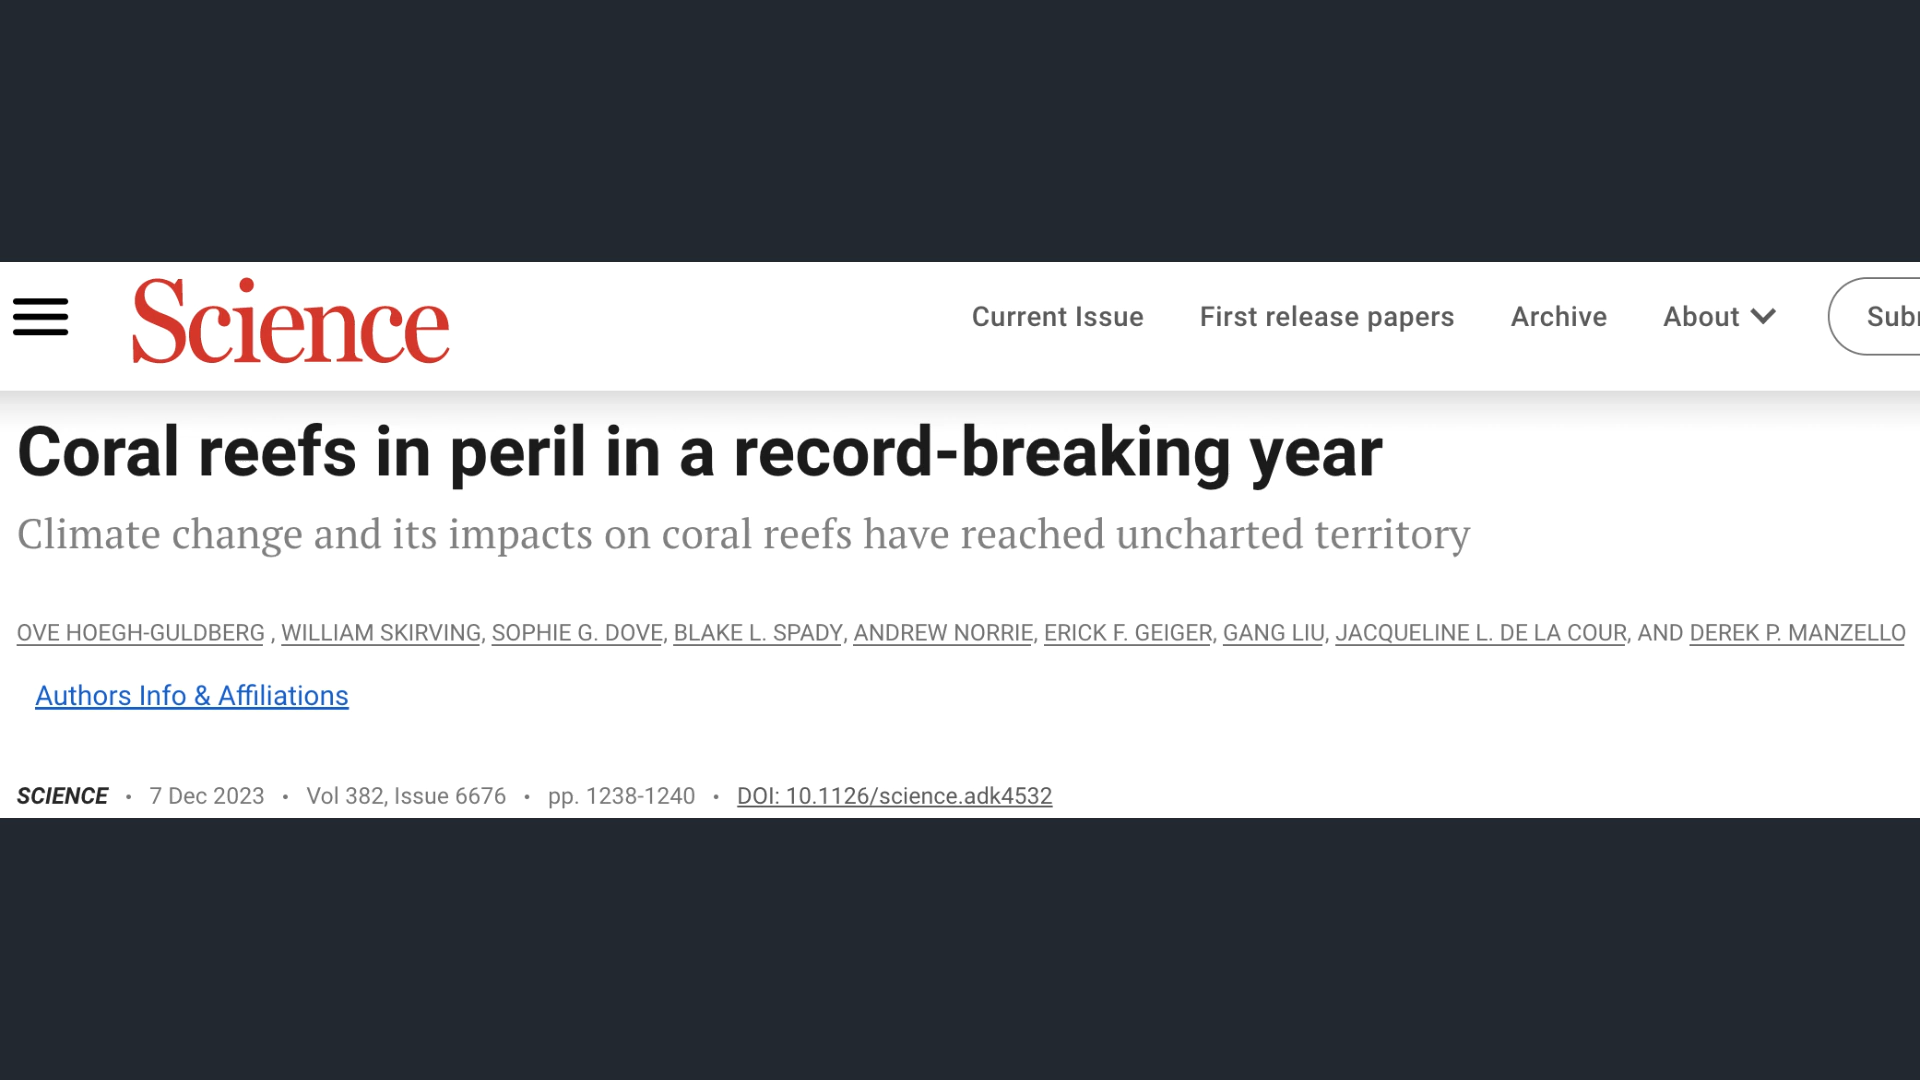 Science
Current Issue First release papers Archive About
Coral reefs in peril in a record-breaking year
Climate change and its impacts on coral reefs have reached uncharted territory
OVE HOEGH-GULDBERG , WILLIAM SKIRVING, SOPHIE G. DOVE, BLAKE L. SPADY, ANDREW NORRIE, ERICK F. GEIGER, GANG LIU, JACQUELINE L. DE LA COUR, AND DEREK P. MANZELLO
Authors Info & Affiliations
SCIENCE • 7 Dec 2023 • Vol 382, Issue 6676 • pp. 1238-1240 • DOI: 10.1126/science.adk4532